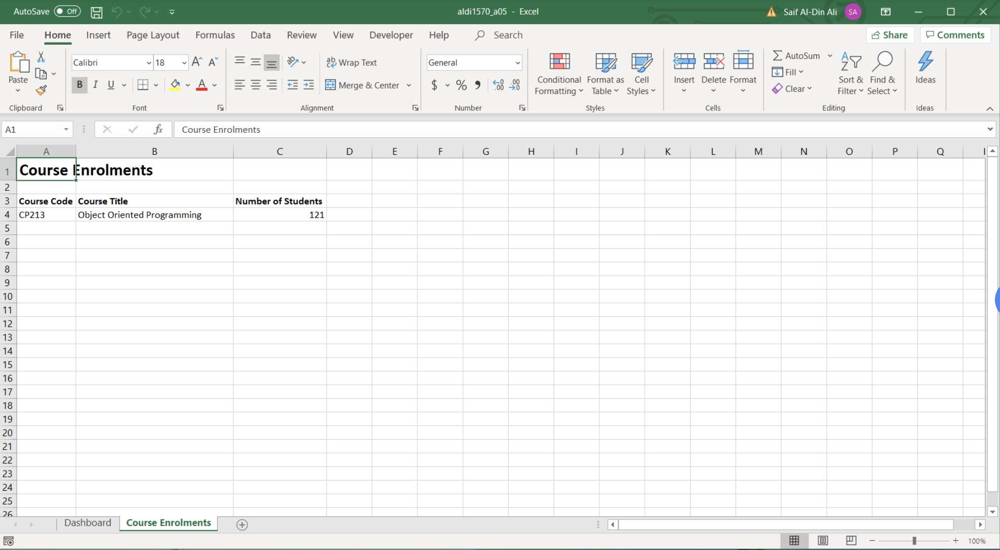 AutoSave Off aldi1570_a05 - Excel Saif Al-Din Ali SA
File Home Insert Page Layout Formulas Data Review View Developer Help Search Share Comments
Paste
Clipboard
Calibri 18
B I U A
Font
Wrap Text
Merge & Center
Alignment
General
$ % ,
Number
Conditional Formatting
Format as Table
Cell Styles
Styles
Insert Delete Format
Cells
AutoSum
Fill
Clear
Sort & Filter
Find & Select
Editing
Ideas
Ideas
A1 fx Course Enrolments
A B C D E F G H I J K L M N O P Q
1 Course Enrolments
2
3 Course Code Course Title Number of Students
4 CP213 Object Oriented Programming 121
5
6
7
8
9
10
11
12
13
14
15
16
17
18
19
20
21
22
23
24
25
26
Dashboard Course Enrolments
100%